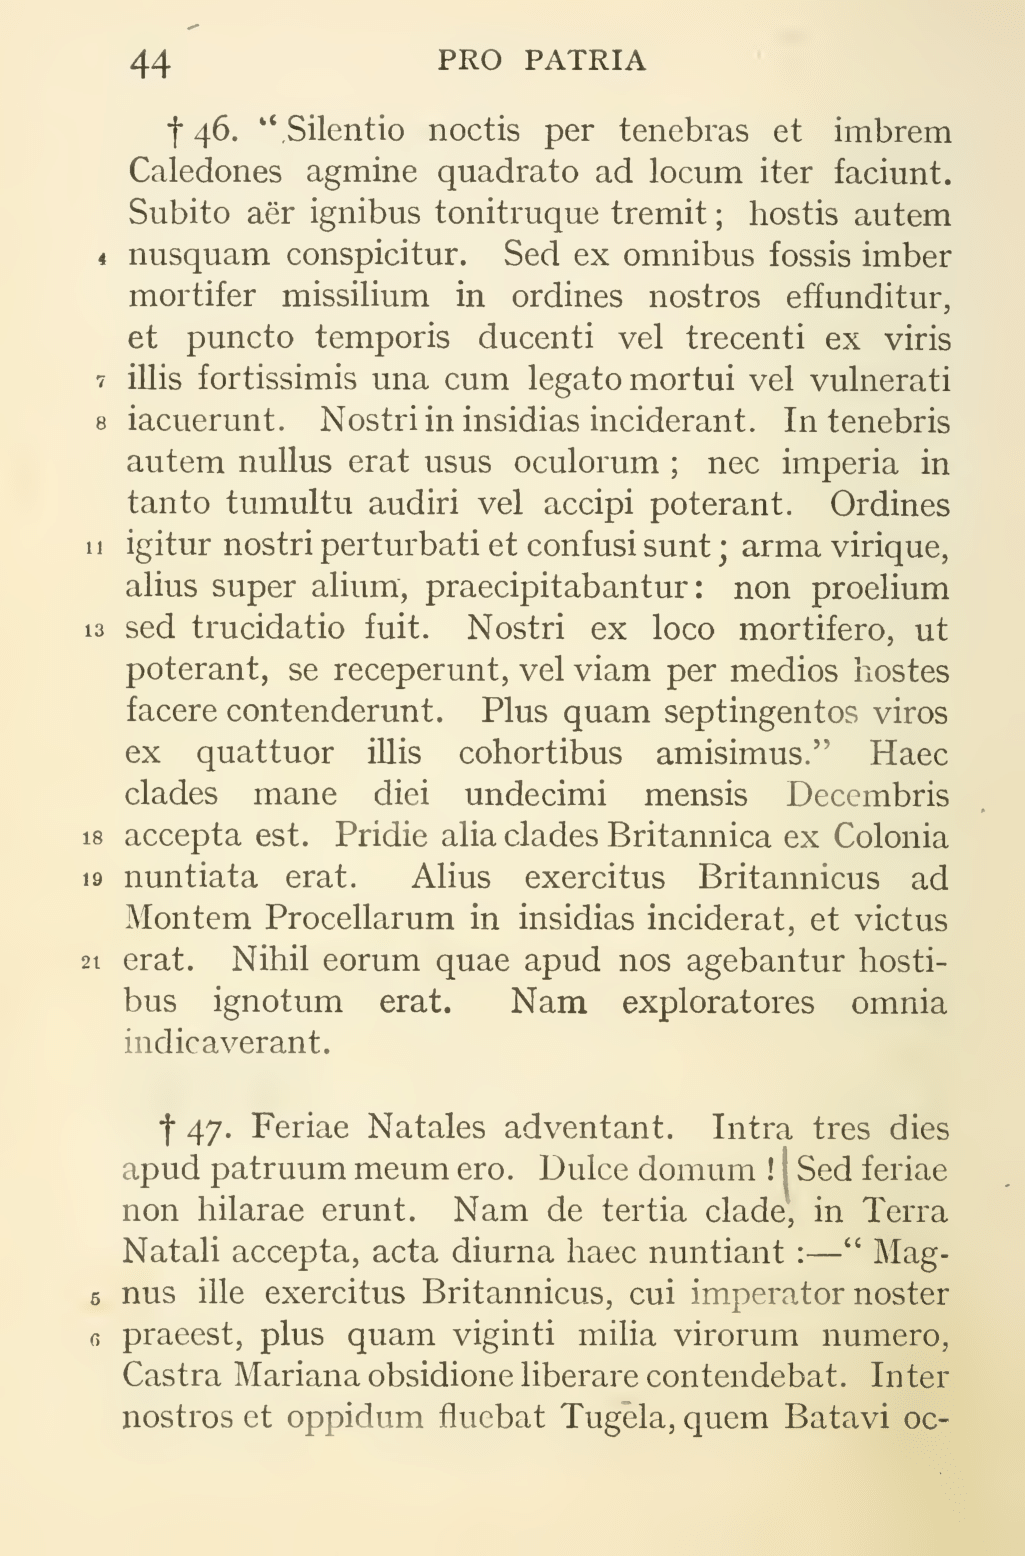 44 PRO PATRIA
† 46. “Silentio noctis per tenebras et imbrem
Caledones agmine quadrato ad locum iter faciunt.
Subito aër ignibus tonitruque tremit; hostis autem
4 nusquam conspicitur. Sed ex omnibus fossis imber
mortifer missilium in ordines nostros effunditur,
et puncto temporis ducenti vel trecenti ex viris
7 illis fortissimis una cum legato mortui vel vulnerati
8 iacuerunt. Nostri in insidias inciderant. In tenebris
autem nullus erat usus oculorum; nec imperia in
tanto tumultu audiri vel accipi poterant. Ordines
11 igitur nostri perturbati et confusi sunt; arma virique,
alius super alium, praecipitabantur: non proelium
13 sed trucidatio fuit. Nostri ex loco mortifero, ut
poterant, se receperunt, vel viam per medios hostes
facere contenderunt. Plus quam septingentos viros
ex quattuor illis cohortibus amisimus.” Haec
clades mane diei undecimi mensis Decembris
18 accepta est. Pridie alia clades Britannica ex Colonia
19 nuntiata erat. Alius exercitus Britannicus ad
Montem Procellarum in insidias inciderat, et victus
21 erat. Nihil eorum quae apud nos agebantur hosti-
bus ignotum erat. Nam exploratores omnia
indicaverant.
† 47. Feriae Natales adventant. Intra tres dies
apud patruum meum ero. Dulce domum! Sed feriae
non hilarae erunt. Nam de tertia clade, in Terra
Natali accepta, acta diurna haec nuntiant:—“Mag-
5 nus ille exercitus Britannicus, cui imperator noster
6 praeest, plus quam viginti milia virorum numero,
Castra Mariana obsidione liberare contendebat. Inter
nostros et oppidum fluebat Tugēla, quem Batavi oc-